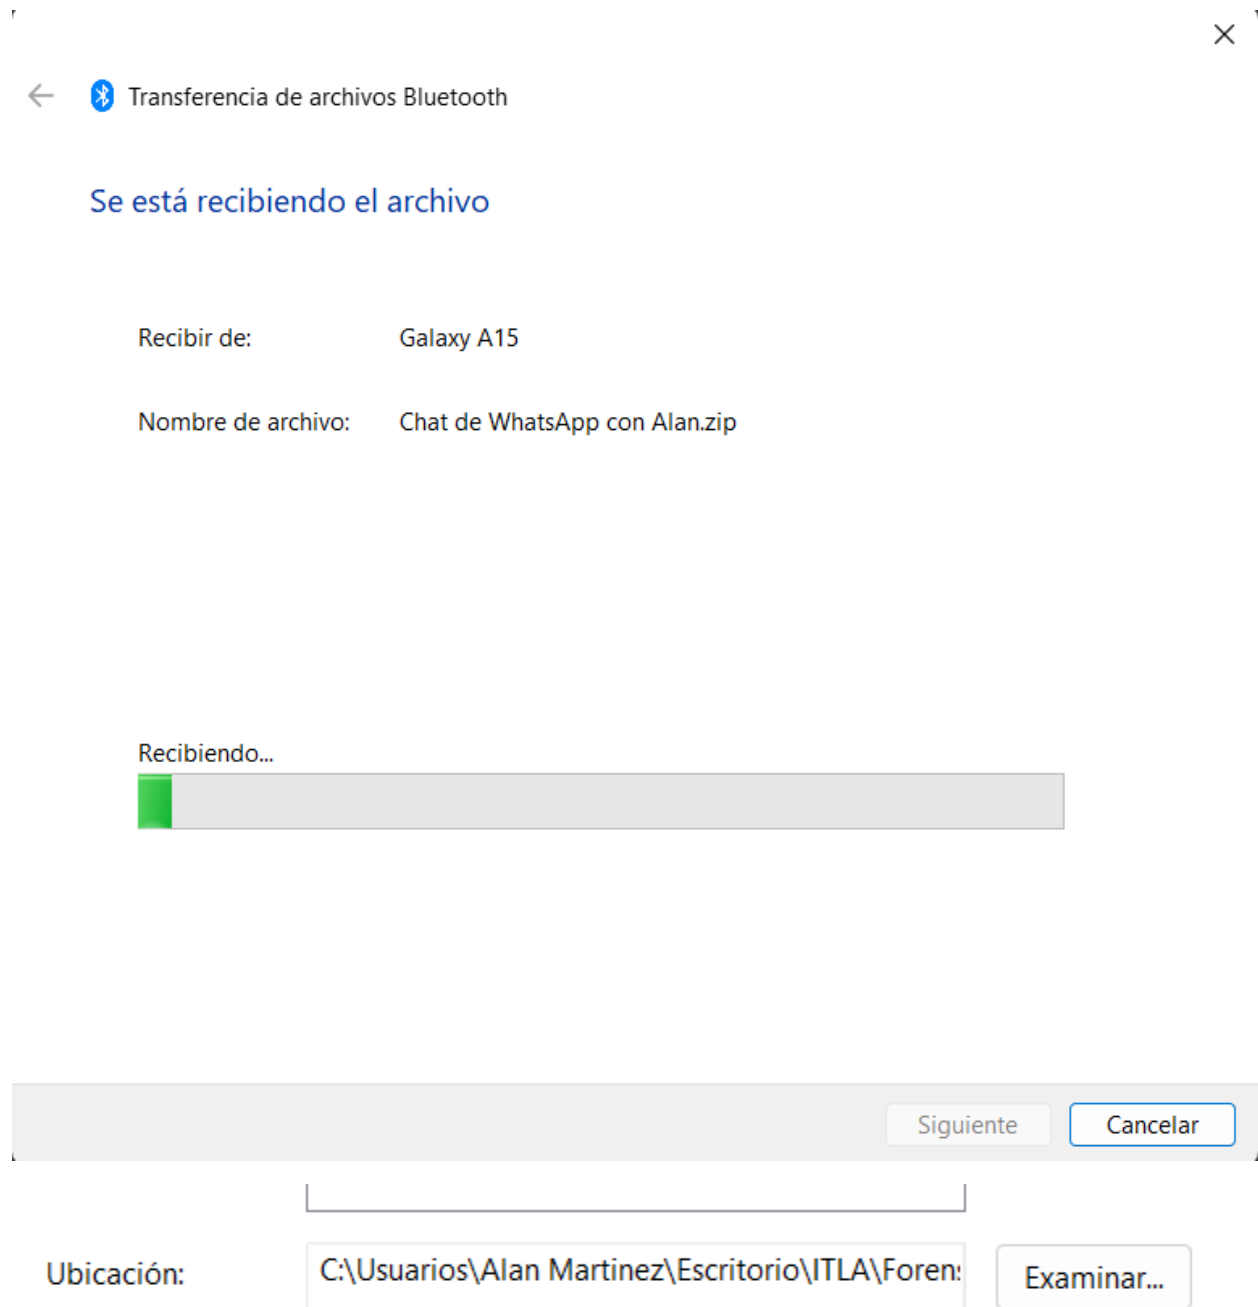 Transferencia de archivos Bluetooth
Se está recibiendo el archivo
Recibir de: Galaxy A15
Nombre de archivo: Chat de WhatsApp con Alan.zip
Recibiendo...
Siguiente Cancelar
Ubicación: C:\Usuarios\Alan Martinez\Escritorio\ITLA\Foren Examinar...